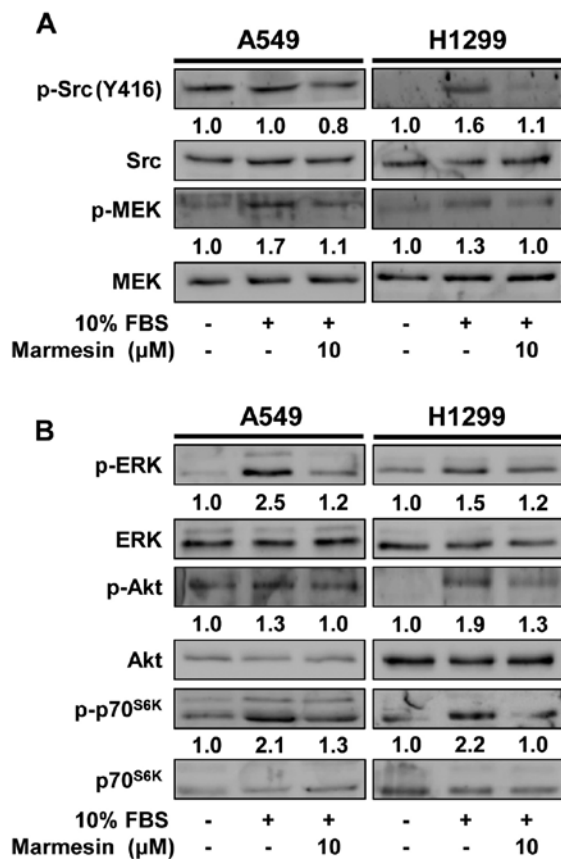 A
A549 H1299
p-Src (Y416)
1.0 1.0 0.8 1.0 1.6 1.1
Src
p-MEK
1.0 1.7 1.1 1.0 1.3 1.0
MEK
10% FBS - + + - + +
Marmesin (µM) - - 10 - - 10
B
A549 H1299
p-ERK
1.0 2.5 1.2 1.0 1.5 1.2
ERK
p-Akt
1.0 1.3 1.0 1.0 1.9 1.3
Akt
p-p70S6K
1.0 2.1 1.3 1.0 2.2 1.0
p70S6K
10% FBS - + + - + +
Marmesin (µM) - - 10 - - 10